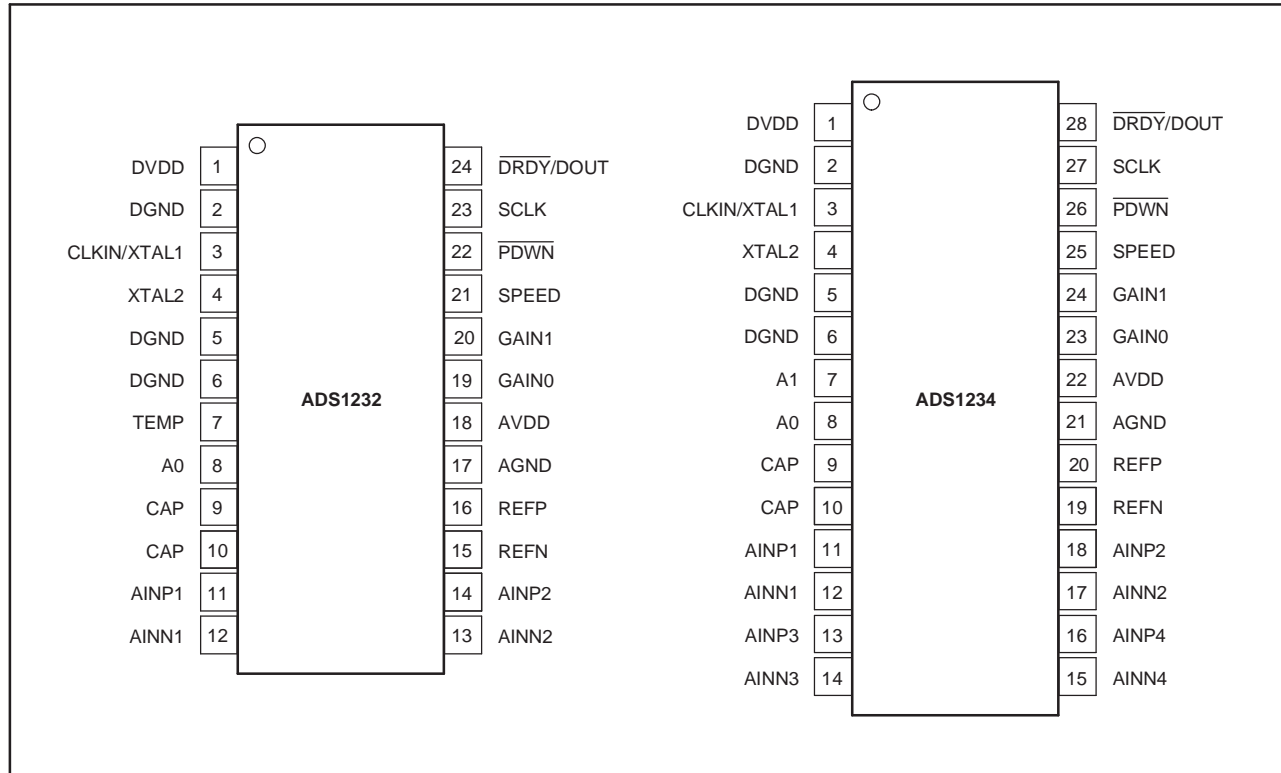 DVDD 1 24 D̅R̅D̅Y̅/DOUT
DGND 2 23 SCLK
CLKIN/XTAL1 3 22 P̅D̅W̅N̅
XTAL2 4 21 SPEED
DGND 5 20 GAIN1
DGND 6 19 GAIN0
ADS1232
TEMP 7 18 AVDD
A0 8 17 AGND
CAP 9 16 REFP
CAP 10 15 REFN
AINP1 11 14 AINP2
AINN1 12 13 AINN2
DVDD 1 28 D̅R̅D̅Y̅/DOUT
DGND 2 27 SCLK
CLKIN/XTAL1 3 26 P̅D̅W̅N̅
XTAL2 4 25 SPEED
DGND 5 24 GAIN1
DGND 6 23 GAIN0
A1 7 22 AVDD
ADS1234
A0 8 21 AGND
CAP 9 20 REFP
CAP 10 19 REFN
AINP1 11 18 AINP2
AINN1 12 17 AINN2
AINP3 13 16 AINP4
AINN3 14 15 AINN4